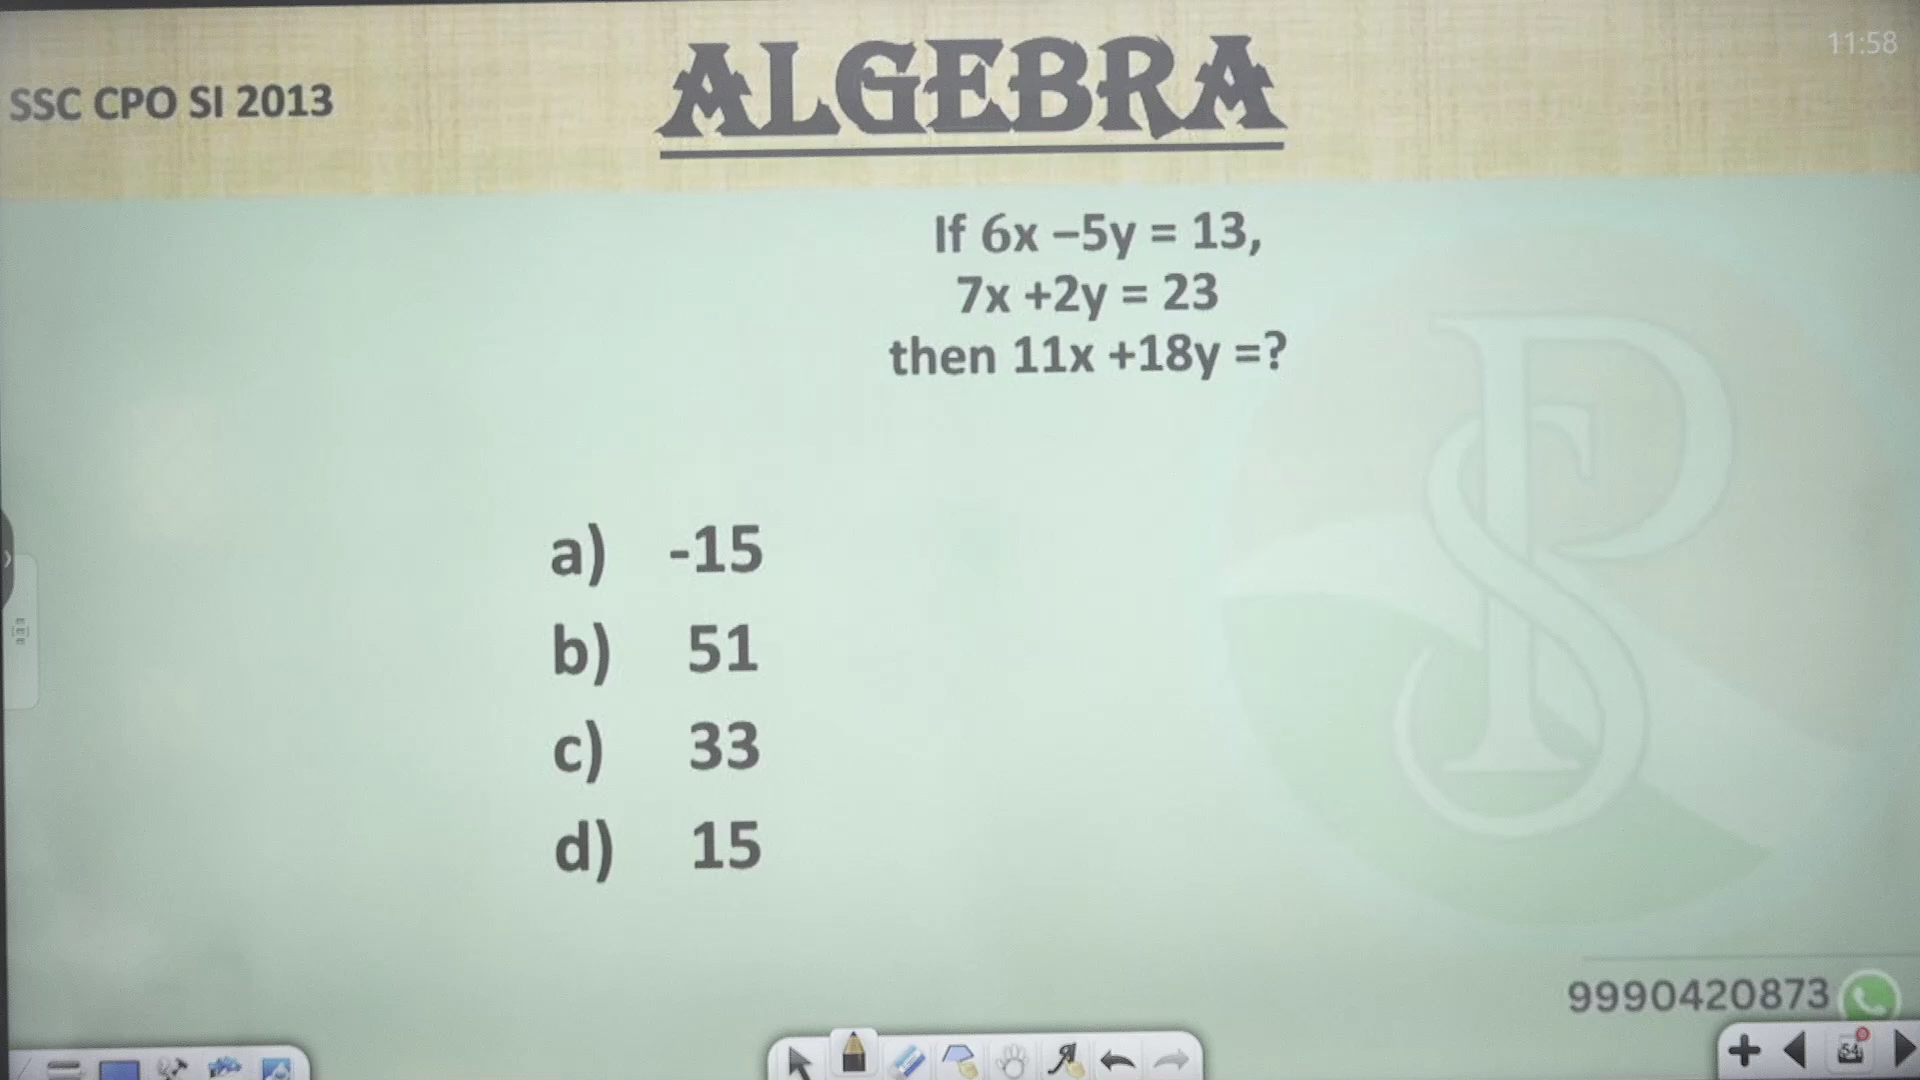 11:58
SSC CPO SI 2013
ALGEBRA
If 6x –5y = 13,
7x +2y = 23
then 11x +18y =?
a) -15
b) 51
c) 33
d) 15
9990420873
54